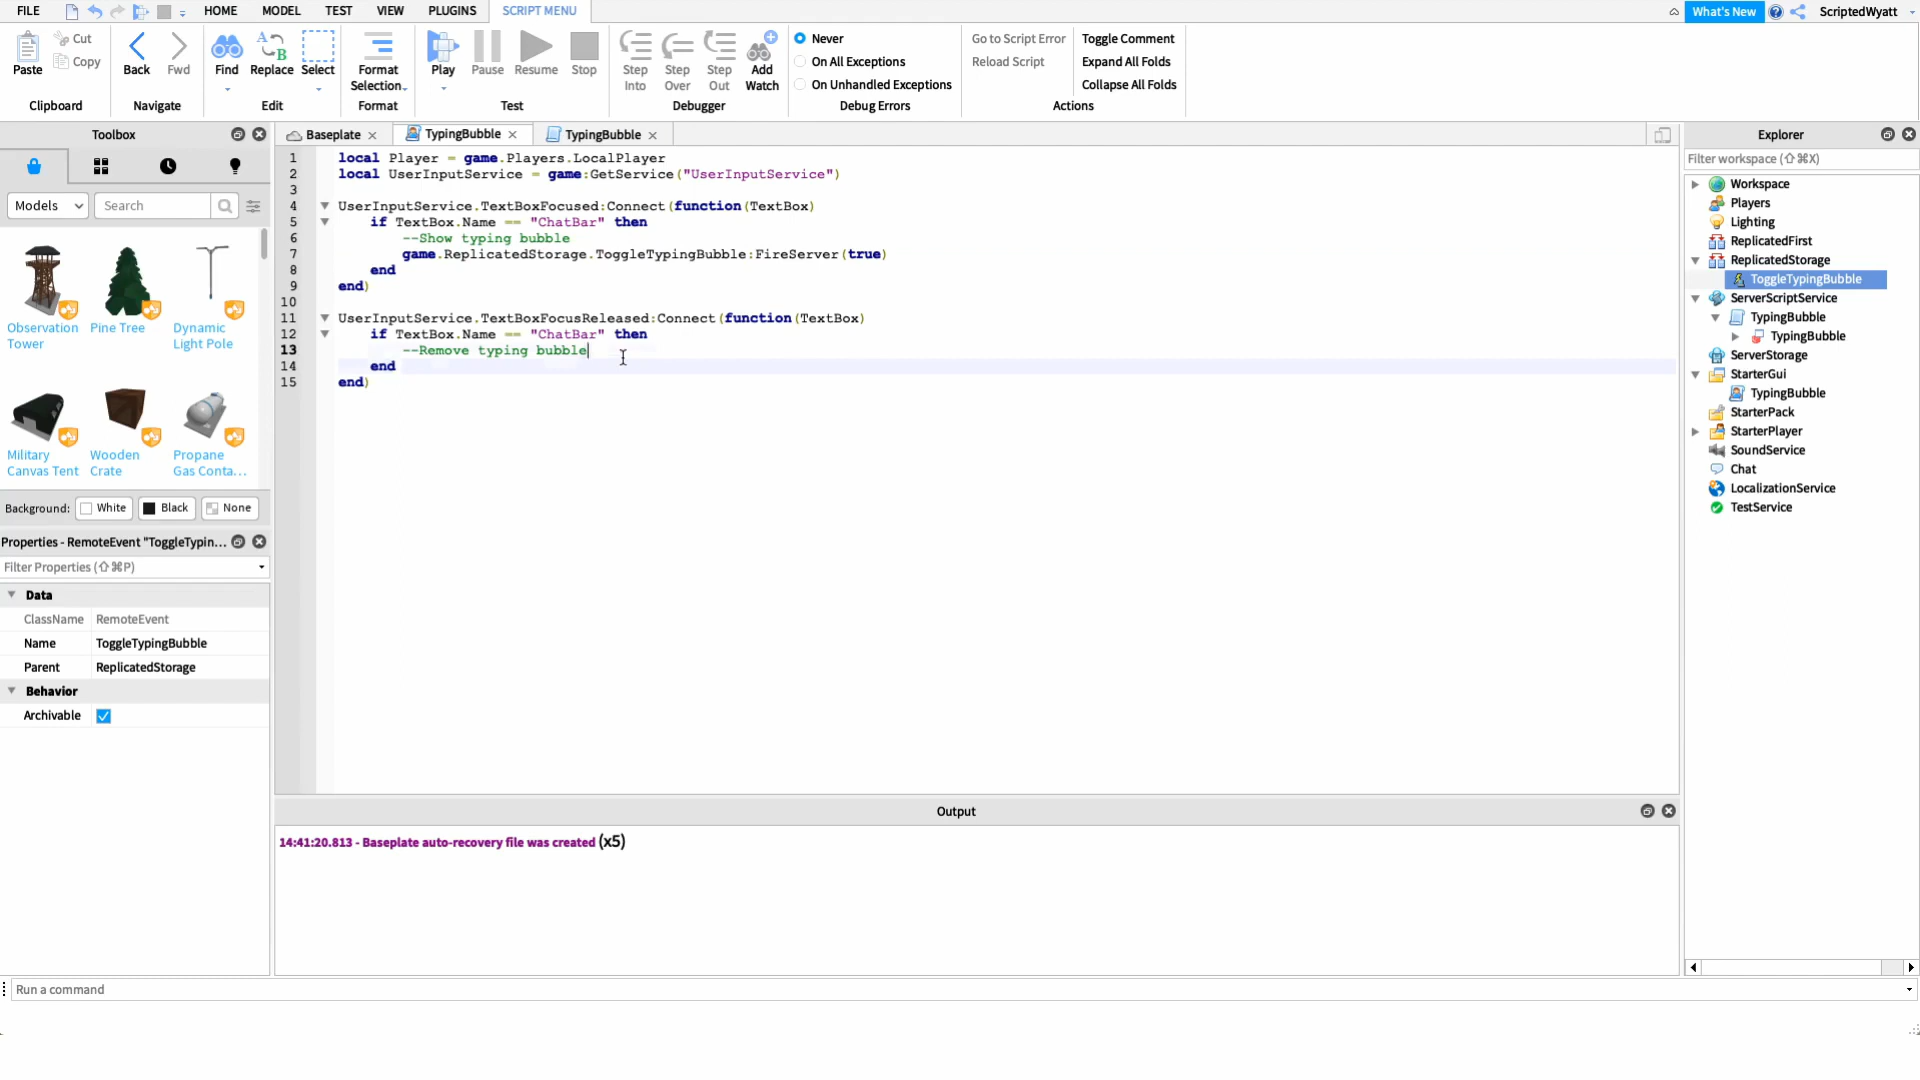 FILE
HOME
MODEL
TEST
VIEW
PLUGINS
SCRIPT MENU
What's New
ScriptedWyatt
Paste
Cut
Copy
Clipboard
Back
Fwd
Navigate
Find
Replace
Select
Edit
Format
Selection
Format
Play
Pause
Resume
Stop
Test
Step
Into
Step
Over
Step
Out
Add
Watch
Debugger
Never
On All Exceptions
On Unhandled Exceptions
Debug Errors
Go to Script Error
Reload Script
Toggle Comment
Expand All Folds
Collapse All Folds
Actions
Toolbox
Models
Search
Observation
Tower
Pine Tree
Dynamic
Light Pole
Military
Canvas Tent
Wooden
Crate
Propane
Gas Conta...
Background:
White
Black
None
Properties - RemoteEvent "ToggleTypin...
Filter Properties (⇧⌘P)
Data
ClassName RemoteEvent
Name ToggleTypingBubble
Parent ReplicatedStorage
Behavior
Archivable
Baseplate
TypingBubble
TypingBubble
1 local Player = game.Players.LocalPlayer
2 local UserInputService = game:GetService("UserInputService")
3
4 UserInputService.TextBoxFocused:Connect(function(TextBox)
5 if TextBox.Name == "ChatBar" then
6 --Show typing bubble
7 game.ReplicatedStorage.ToggleTypingBubble:FireServer(true)
8 end
9 end)
10
11 UserInputService.TextBoxFocusReleased:Connect(function(TextBox)
12 if TextBox.Name == "ChatBar" then
13 --Remove typing bubble
14 end
15 end)
Output
14:41:20.813 - Baseplate auto-recovery file was created (x5)
Explorer
Filter workspace (⇧⌘X)
Workspace
Players
Lighting
ReplicatedFirst
ReplicatedStorage
ToggleTypingBubble
ServerScriptService
TypingBubble
TypingBubble
ServerStorage
StarterGui
TypingBubble
StarterPack
StarterPlayer
SoundService
Chat
LocalizationService
TestService
Run a command